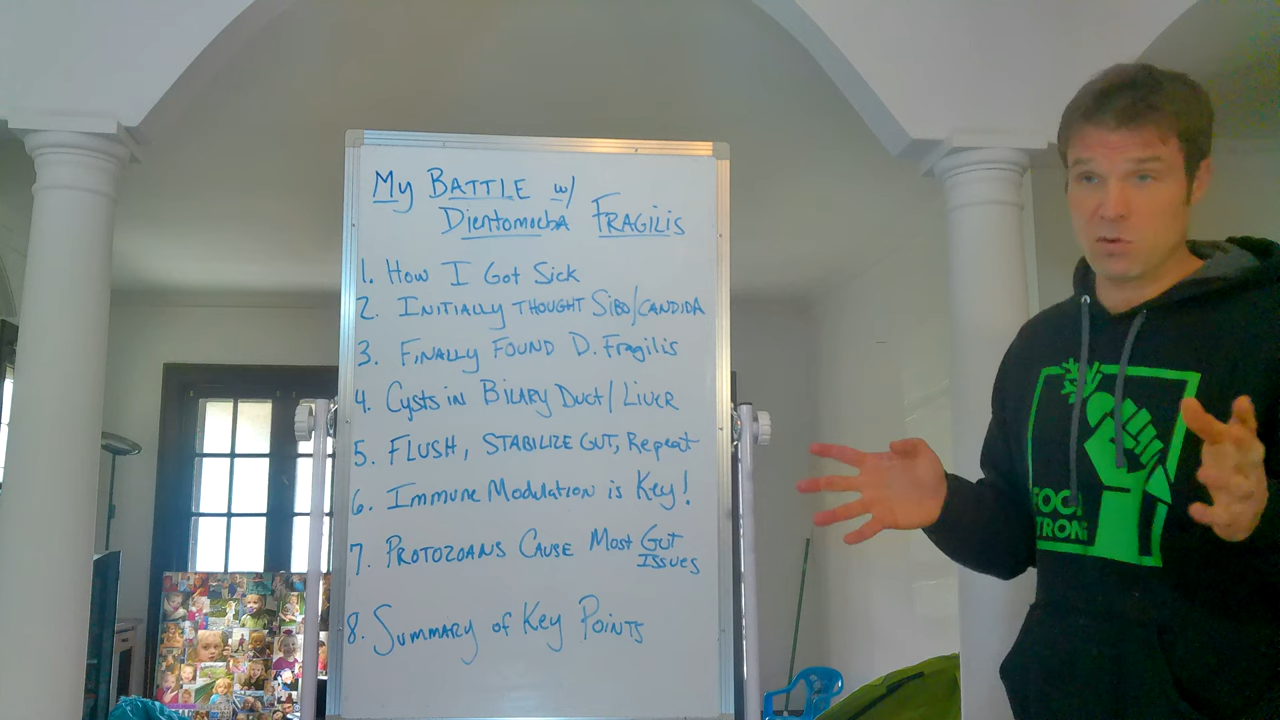 My BATTLE w/
Dientomoeba FRAGILIS
1. How I Got Sick
2. INITIALLY THOUGHT SIBO/CANDIDA
3. FINALLY FOUND D. Fragilis
4. Cysts in BILARY DUCT/LIVER
5. FLUSH, STABILIZE GUT, Repeat
6. Immune Modulation is Key!
7. PROTOZOANS CAUSE MOST GUT
ISSUES
8. SUMMARY of KEY POINTS